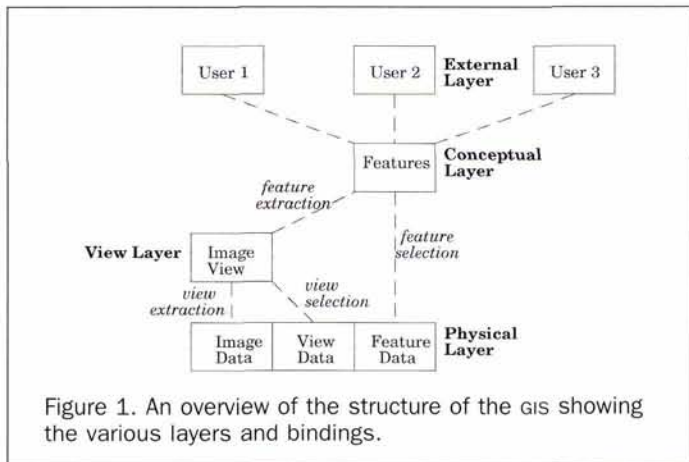 User 1
User 2
External
Layer
User 3
Features
Conceptual
Layer
feature
extraction
feature
selection
View Layer
Image
View
view
extraction
view
selection
Image
Data
View
Data
Feature
Data
Physical
Layer
Figure 1. An overview of the structure of the GIS showing
the various layers and bindings.